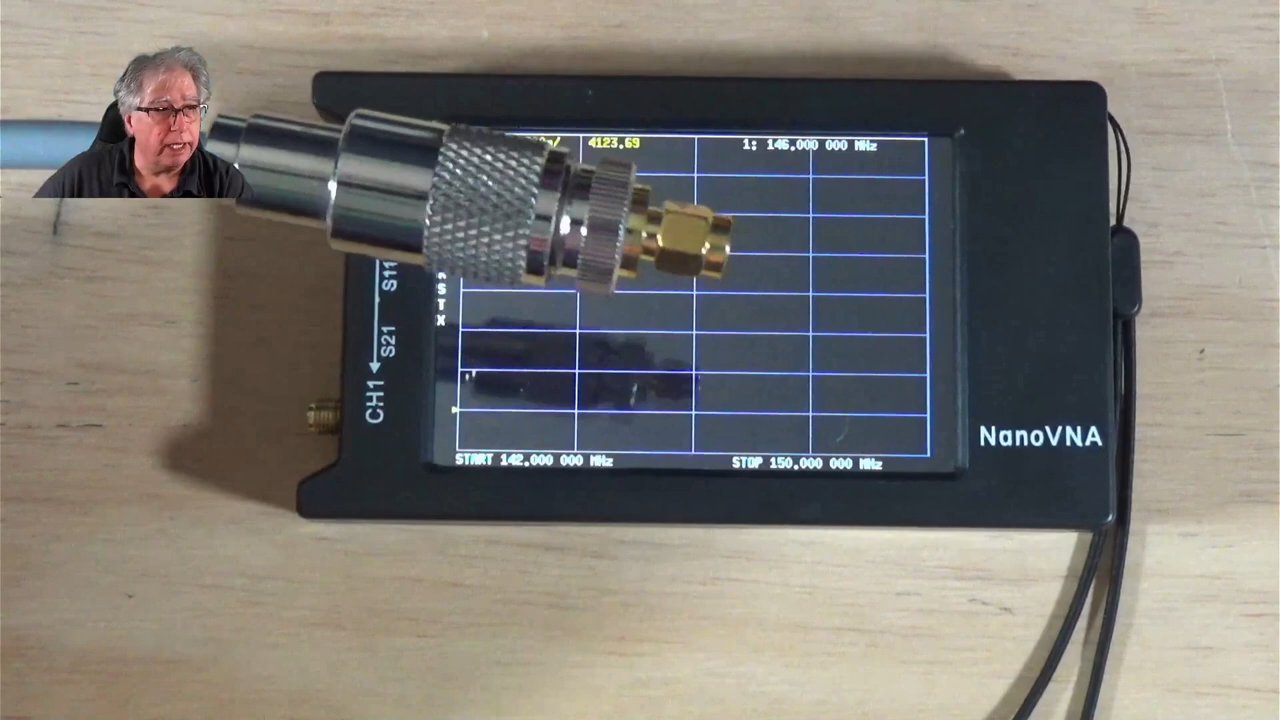 4123.69
1: 146.000 000 MHz
S11
S
T
X
S21
CH1
NanoVNA
START 142.000 000 MHz
STOP 150.000 000 MHz